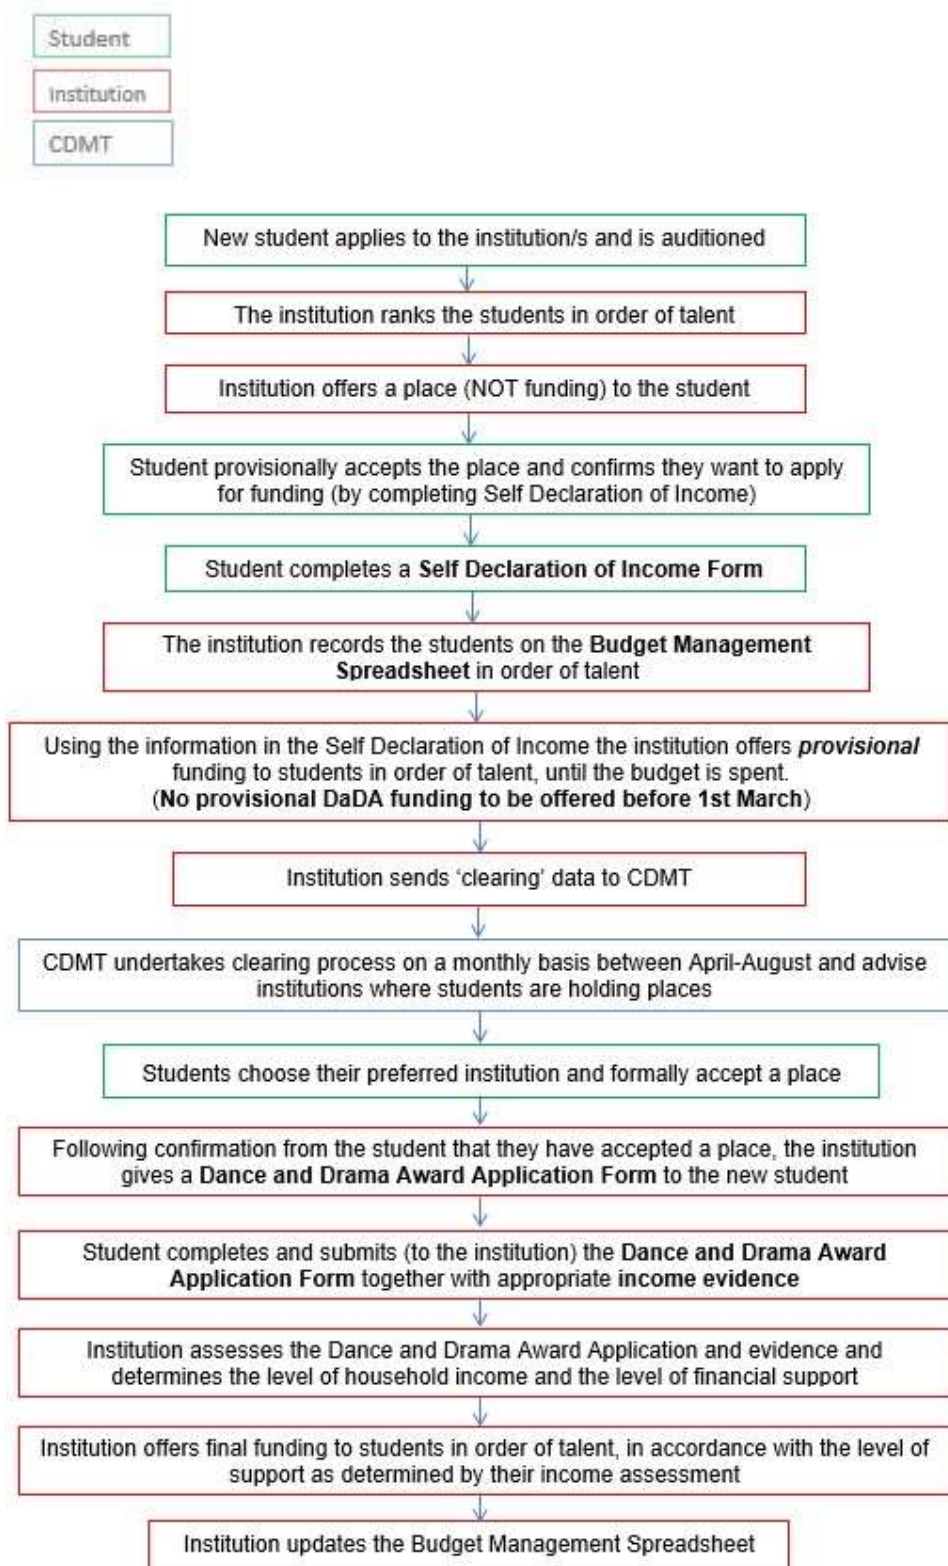 Student
Institution
CDMT
New student applies to the institution/s and is auditioned
The institution ranks the students in order of talent
Institution offers a place (NOT funding) to the student
Student provisionally accepts the place and confirms they want to apply
for funding (by completing Self Declaration of Income)
Student completes a Self Declaration of Income Form
The institution records the students on the Budget Management
Spreadsheet in order of talent
Using the information in the Self Declaration of Income the institution offers provisional
funding to students in order of talent, until the budget is spent.
(No provisional DaDA funding to be offered before 1st March)
Institution sends ‘clearing’ data to CDMT
CDMT undertakes clearing process on a monthly basis between April-August and advise
institutions where students are holding places
Students choose their preferred institution and formally accept a place
Following confirmation from the student that they have accepted a place, the institution
gives a Dance and Drama Award Application Form to the new student
Student completes and submits (to the institution) the Dance and Drama Award
Application Form together with appropriate income evidence
Institution assesses the Dance and Drama Award Application and evidence and
determines the level of household income and the level of financial support
Institution offers final funding to students in order of talent, in accordance with the level of
support as determined by their income assessment
Institution updates the Budget Management Spreadsheet